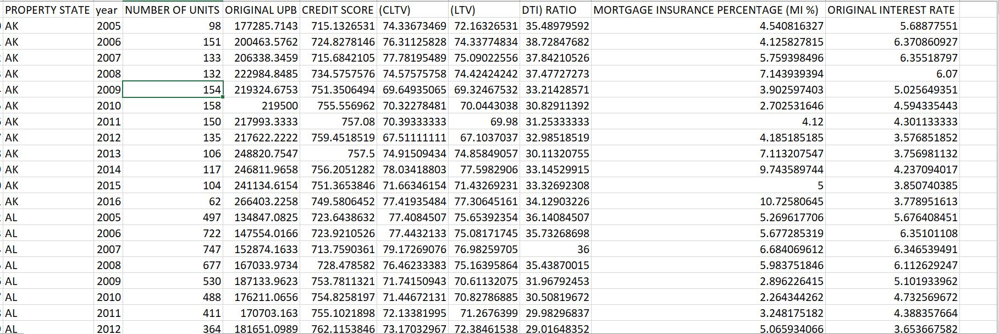 PROPERTY STATE year NUMBER OF UNITS ORIGINAL UPB CREDIT SCORE (CLTV) (LTV) DTI) RATIO MORTGAGE INSURANCE PERCENTAGE (MI %) ORIGINAL INTEREST RATE
AK 2005 98 177285.7143 715.1326531 74.33673469 72.16326531 35.48979592 4.540816327 5.68877551
AK 2006 151 200463.5762 724.8278146 76.31125828 74.33774834 38.72847682 4.125827815 6.370860927
AK 2007 133 206338.3459 715.6842105 77.78195489 75.09022556 37.84210526 5.759398496 6.35518797
AK 2008 132 222984.8485 734.5757576 74.57575758 74.42424242 37.47727273 7.143939394 6.07
AK 2009 154 219324.6753 751.3506494 69.64935065 69.32467532 33.21428571 3.902597403 5.025649351
AK 2010 158 219500 755.556962 70.32278481 70.0443038 30.82911392 2.702531646 4.594335443
AK 2011 150 217993.3333 757.08 70.39333333 69.98 31.25333333 4.12 4.301133333
AK 2012 135 217622.2222 759.4518519 67.51111111 67.1037037 32.98518519 4.185185185 3.576851852
AK 2013 106 248820.7547 757.5 74.91509434 74.85849057 30.11320755 7.113207547 3.756981132
AK 2014 117 246811.9658 756.2051282 78.03418803 77.5982906 33.14529915 9.743589744 4.237094017
AK 2015 104 241134.6154 751.3653846 71.66346154 71.43269231 33.32692308 5 3.850740385
AK 2016 62 266403.2258 749.5806452 77.41935484 77.30645161 34.12903226 10.72580645 3.778951613
AL 2005 497 134847.0825 723.6438632 77.4084507 75.65392354 36.14084507 5.269617706 5.676408451
AL 2006 722 147554.0166 723.9210526 77.4432133 75.08171745 35.73268698 5.677285319 6.35101108
AL 2007 747 152874.1633 713.7590361 79.17269076 76.98259705 36 6.684069612 6.346539491
AL 2008 677 167033.9734 728.478582 76.46233383 75.16395864 35.43870015 5.983751846 6.112629247
AL 2009 530 187133.9623 753.7811321 71.74150943 70.61132075 31.96792453 2.896226415 5.101933962
AL 2010 488 176211.0656 754.8258197 71.44672131 70.82786885 30.50819672 2.264344262 4.732569672
AL 2011 411 170703.163 755.1021898 72.13381995 71.2676399 29.98296837 3.248175182 4.388357664
AL 2012 364 181651.0989 762.1153846 73.17032967 72.38461538 29.01648352 5.065934066 3.653667582